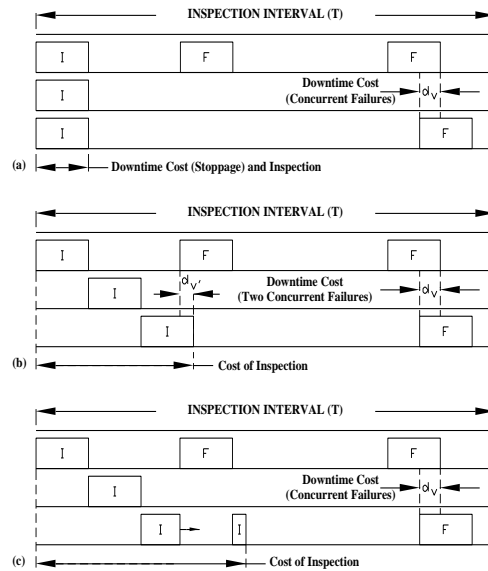 INSPECTION INTERVAL (T)
I F F
Downtime Cost
(Concurrent Failures)
dv
I
I F
(a)
Downtime Cost (Stoppage) and Inspection
INSPECTION INTERVAL (T)
I F F
dv'
Downtime Cost
(Two Concurrent Failures)
dv
I
I F
(b)
Cost of Inspection
INSPECTION INTERVAL (T)
I F F
Downtime Cost
(Concurrent Failures)
dv
I
I I F
(c)
Cost of Inspection